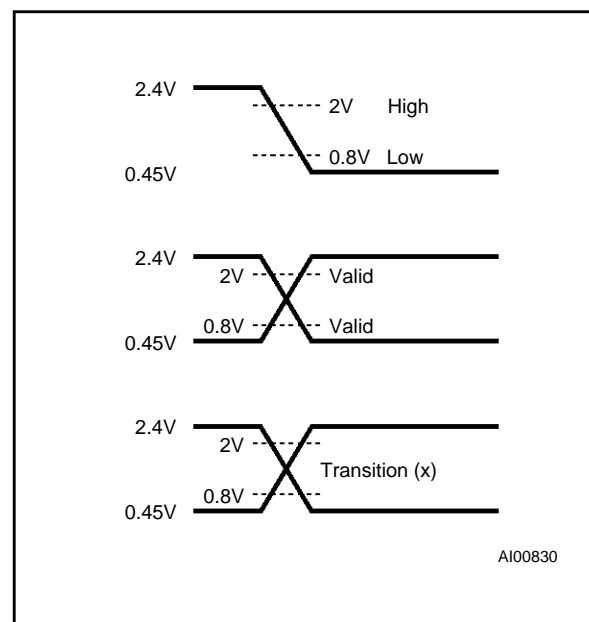 2.4V
2V High
0.8V Low
0.45V
2.4V
2V Valid
0.8V Valid
0.45V
2.4V
2V
Transition (x)
0.8V
0.45V
AI00830